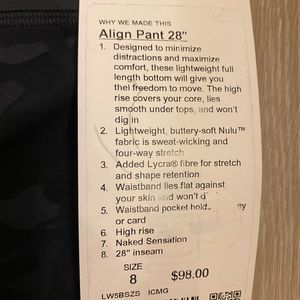 WHY WE MADE THIS
Align Pant 28"
1. Designed to minimize
distractions and maximize
comfort, these lightweight full
length bottom will give you
thel freedom to move. The high
rise covers your core, lies
smooth under tops, and won't
dig in
2. Lightweight, buttery-soft Nulu™
fabric is sweat-wicking and
four-way stretch
3. Added Lycra® fibre for stretch
and shape retention
4. Waistband lies flat against
your skin and won't d
5. Waistband pocket holds ey
or card
6. High rise
7. Naked Sensation
8. 28" inseam
SIZE
8 $98.00
LW5BSZS ICMG